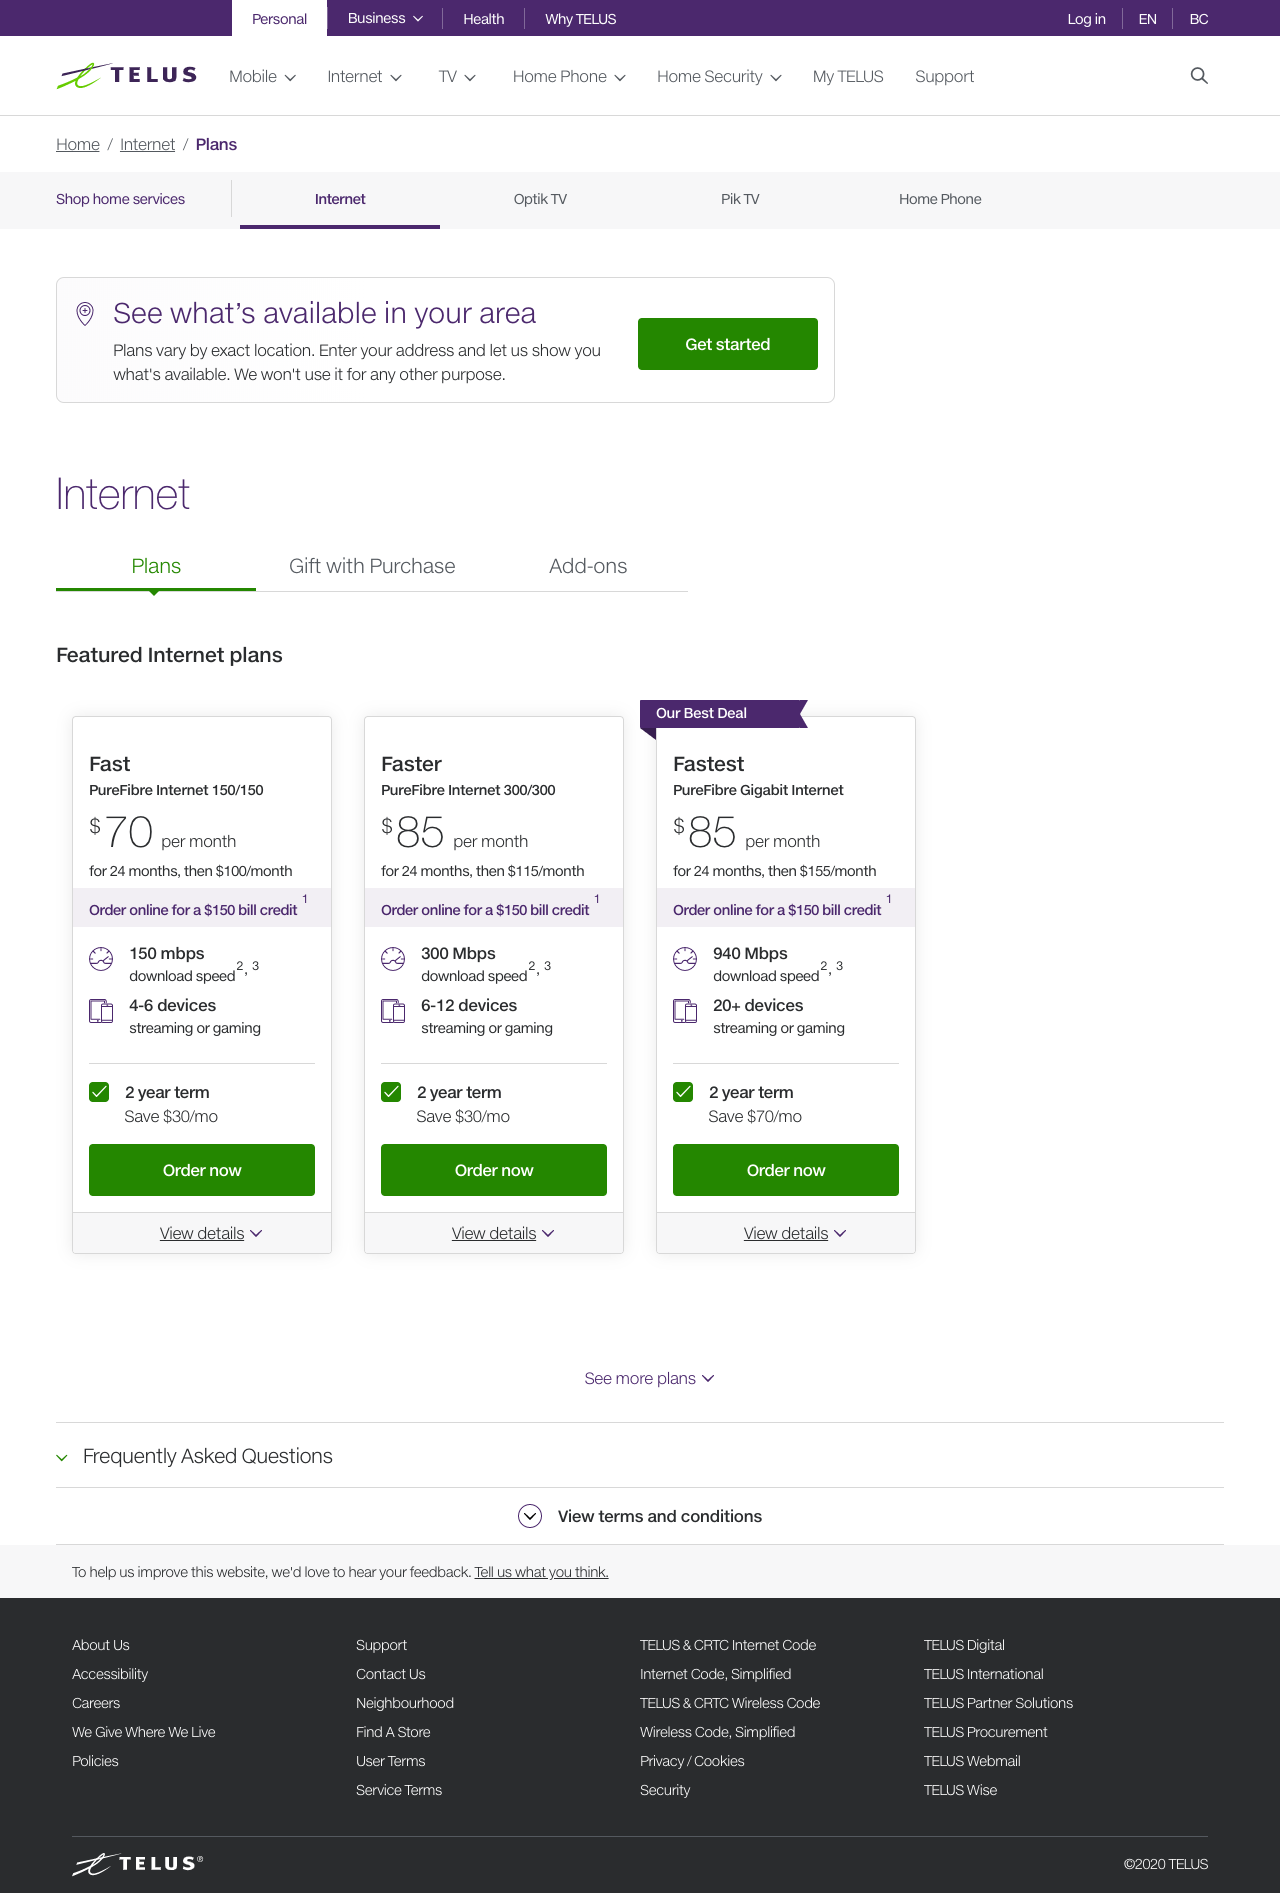 Personal Business Health Why TELUS Log in EN BC
TELUS Mobile Internet TV Home Phone Home Security My TELUS Support
Home / Internet / Plans
Shop home services Internet Optik TV Pik TV Home Phone
See what’s available in your area
Plans vary by exact location. Enter your address and let us show you
what's available. We won't use it for any other purpose.
Get started
Internet
Plans Gift with Purchase Add-ons
Featured Internet plans
Fast
PureFibre Internet 150/150
$70 per month
for 24 months, then $100/month
Order online for a $150 bill credit 1
150 mbps
download speed2, 3
4-6 devices
streaming or gaming
2 year term
Save $30/mo
Order now
View details
Faster
PureFibre Internet 300/300
$85 per month
for 24 months, then $115/month
Order online for a $150 bill credit 1
300 Mbps
download speed2, 3
6-12 devices
streaming or gaming
2 year term
Save $30/mo
Order now
View details
Our Best Deal
Fastest
PureFibre Gigabit Internet
$85 per month
for 24 months, then $155/month
Order online for a $150 bill credit 1
940 Mbps
download speed2, 3
20+ devices
streaming or gaming
2 year term
Save $70/mo
Order now
View details
See more plans
Frequently Asked Questions
View terms and conditions
To help us improve this website, we'd love to hear your feedback. Tell us what you think.
About Us
Accessibility
Careers
We Give Where We Live
Policies
Support
Contact Us
Neighbourhood
Find A Store
User Terms
Service Terms
TELUS & CRTC Internet Code
Internet Code, Simplified
TELUS & CRTC Wireless Code
Wireless Code, Simplified
Privacy / Cookies
Security
TELUS Digital
TELUS International
TELUS Partner Solutions
TELUS Procurement
TELUS Webmail
TELUS Wise
TELUS® ©2020 TELUS